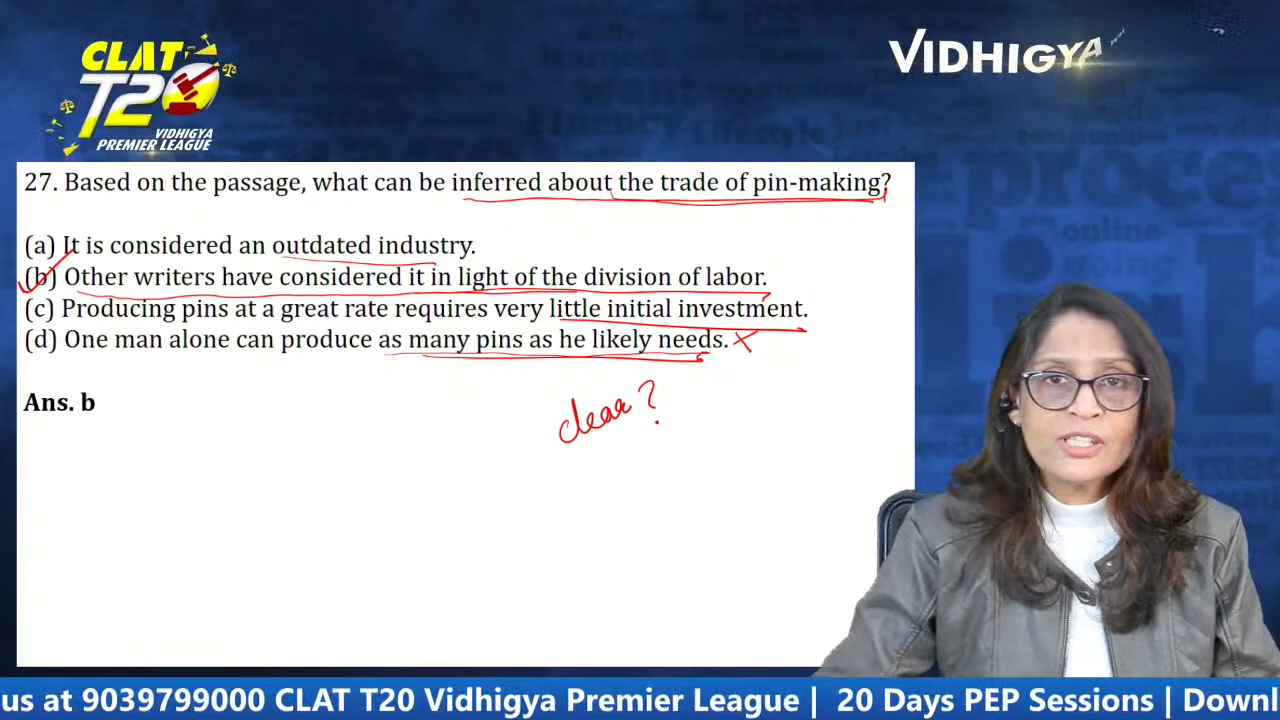 CLAT
T20
VIDHIGYA
PREMIER LEAGUE
VIDHIGYA
27. Based on the passage, what can be inferred about the trade of pin-making?
(a) It is considered an outdated industry.
(b) Other writers have considered it in light of the division of labor.
(c) Producing pins at a great rate requires very little initial investment.
(d) One man alone can produce as many pins as he likely needs.
Ans. b
clear?
us at 9039799000 CLAT T20 Vidhigya Premier League | 20 Days PEP Sessions | Downl